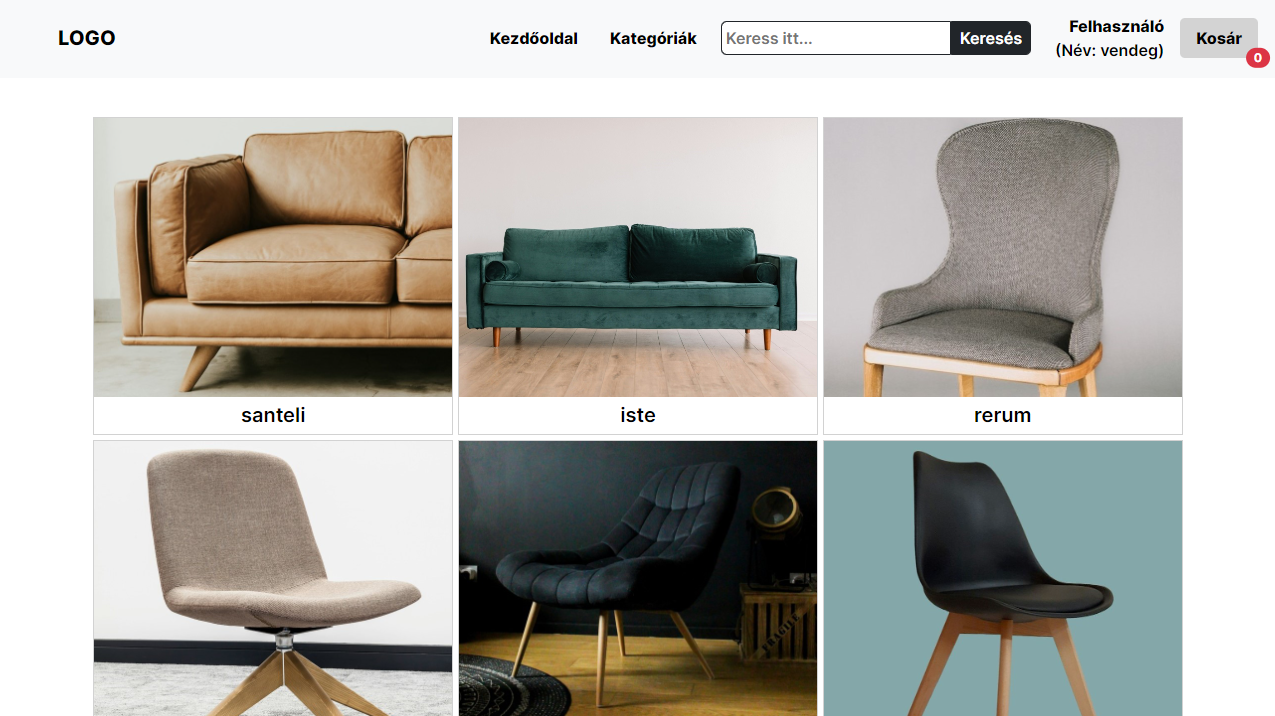 LOGO
Kezdőoldal
Kategóriák
Keress itt...
Keresés
Felhasználó
(Név: vendeg)
Kosár
0
santeli
iste
rerum